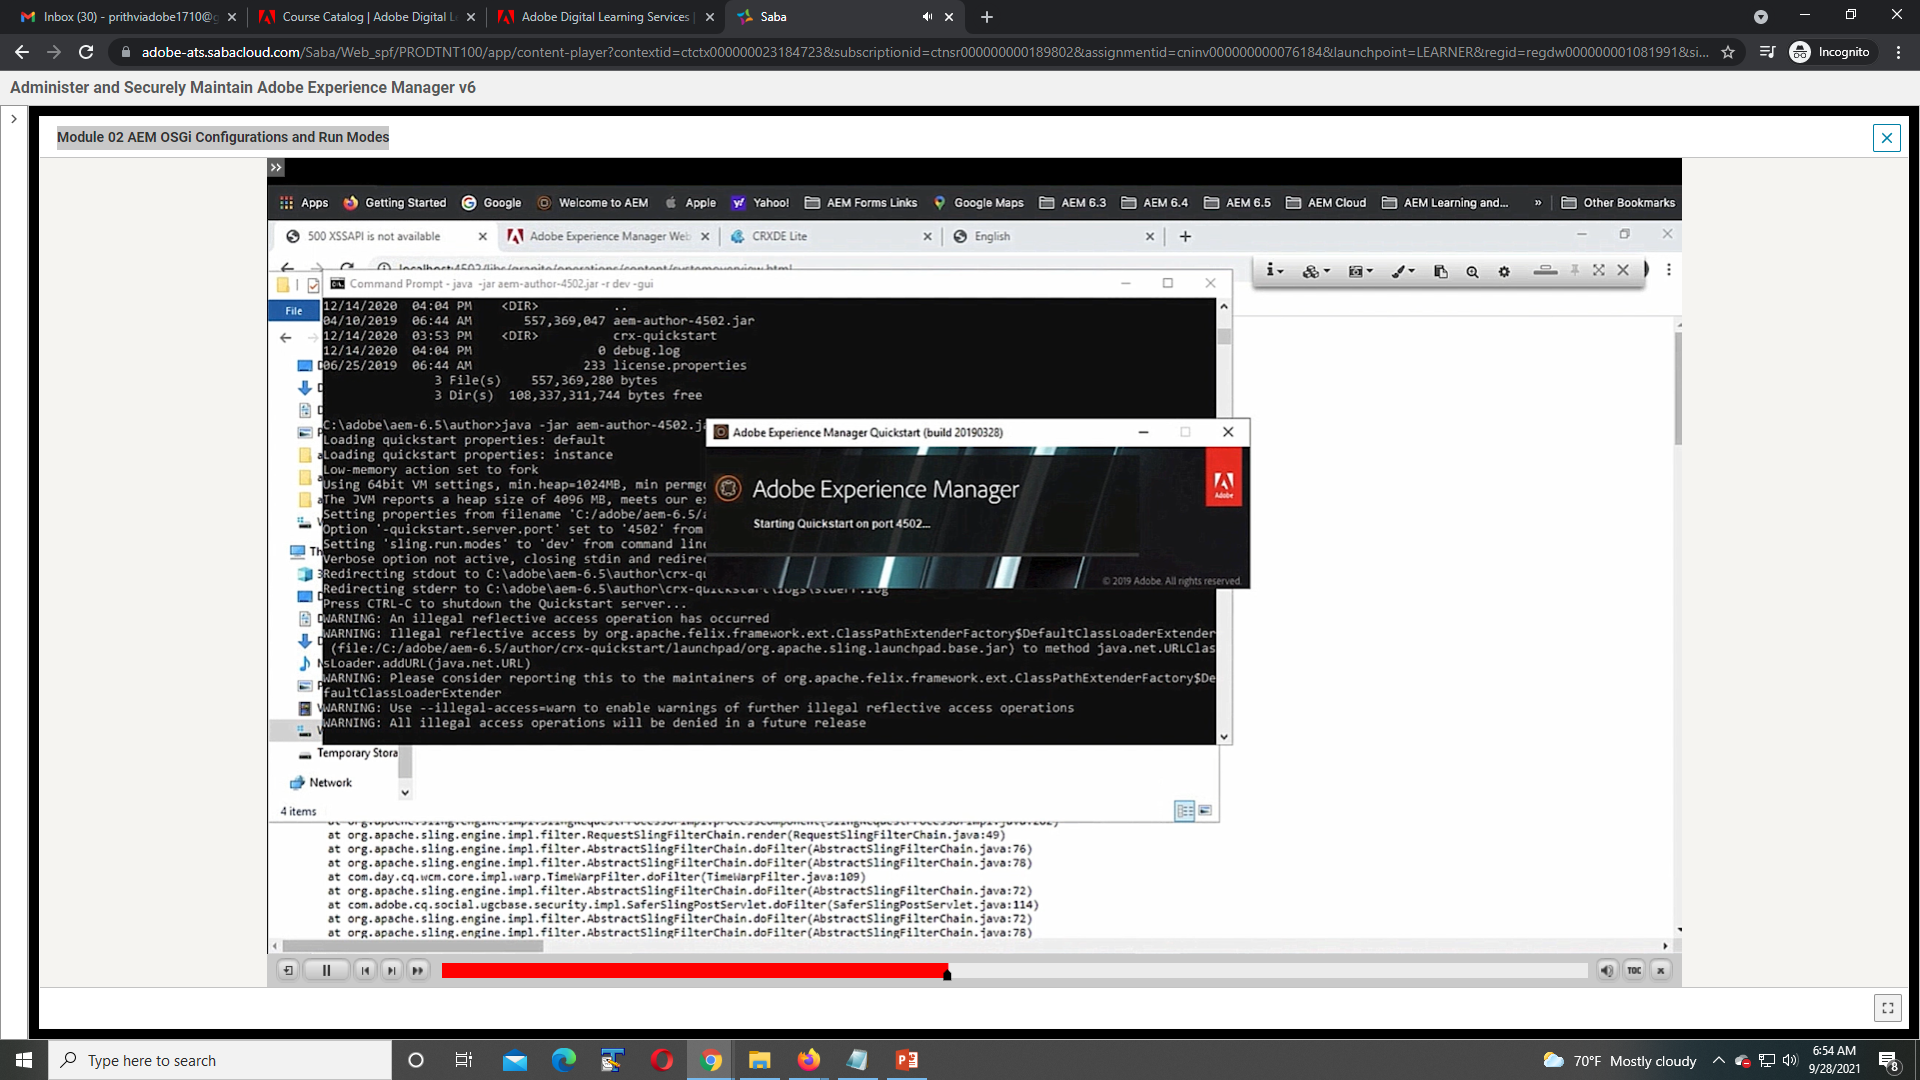 Inbox (30) - prithviadobe1710@g
Course Catalog | Adobe Digital L
Adobe Digital Learning Services
Saba
adobe-ats.sabacloud.com/Saba/Web_spf/PRODTNT100/app/content-player?contextid=ctctx000000023184723&subscriptionid=ctnsr0000000000189802&assignmentid=cninv000000000076184&launchpoint=LEARNER&regid=regdw000000001081991&si...
Incognito
Administer and Securely Maintain Adobe Experience Manager v6
Module 02 AEM OSGi Configurations and Run Modes
Apps Getting Started Google Welcome to AEM Apple Yahoo! AEM Forms Links Google Maps AEM 6.3 AEM 6.4 AEM 6.5 AEM Cloud AEM Learning and... » Other Bookmarks
500 XSSAPI is not available
Adobe Experience Manager Web
CRXDE Lite
English
localhost:4502/libs/granite/operations/content/systemoverview.html
Command Prompt - java -jar aem-author-4502.jar -r dev -gui
File
12/14/2020 04:04 PM <DIR> ..
04/10/2019 06:44 AM 557,369,047 aem-author-4502.jar
12/14/2020 03:53 PM <DIR> crx-quickstart
12/14/2020 04:04 PM 0 debug.log
06/25/2019 06:44 AM 233 license.properties
3 File(s) 557,369,280 bytes
3 Dir(s) 108,337,311,744 bytes free
C:\adobe\aem-6.5\author>java -jar aem-author-4502.j
Loading quickstart properties: default
Loading quickstart properties: instance
Low-memory action set to fork
Using 64bit VM settings, min.heap=1024MB, min permg
The JVM reports a heap size of 4096 MB, meets our e
Setting properties from filename 'C:/adobe/aem-6.5/
Option '-quickstart.server.port' set to '4502' from
Setting 'sling.run.modes' to 'dev' from command line
Verbose option not active, closing stdin and redire
Redirecting stdout to C:\adobe\aem-6.5\author\crx-qu
Redirecting stderr to C:\adobe\aem-6.5\author\crx-quickstart\logs\stderr.log
Press CTRL-C to shutdown the Quickstart server...
WARNING: An illegal reflective access operation has occurred
WARNING: Illegal reflective access by org.apache.felix.framework.ext.ClassPathExtenderFactory$DefaultClassLoaderExtender
(file:/C:/adobe/aem-6.5/author/crx-quickstart/launchpad/org.apache.sling.launchpad.base.jar) to method java.net.URLClas
sLoader.addURL(java.net.URL)
WARNING: Please consider reporting this to the maintainers of org.apache.felix.framework.ext.ClassPathExtenderFactory$De
faultClassLoaderExtender
WARNING: Use --illegal-access=warn to enable warnings of further illegal reflective access operations
WARNING: All illegal access operations will be denied in a future release
Adobe Experience Manager Quickstart (build 20190328)
Adobe Experience Manager
Adobe
Starting Quickstart on port 4502...
© 2019 Adobe. All rights reserved.
Temporary Stora
Network
4 items
at org.apache.sling.engine.impl.filter.RequestSlingFilterChain.render(RequestSlingFilterChain.java:49)
at org.apache.sling.engine.impl.filter.AbstractSlingFilterChain.doFilter(AbstractSlingFilterChain.java:76)
at org.apache.sling.engine.impl.filter.AbstractSlingFilterChain.doFilter(AbstractSlingFilterChain.java:78)
at com.day.cq.wcm.core.impl.warp.TimeWarpFilter.doFilter(TimeWarpFilter.java:109)
at org.apache.sling.engine.impl.filter.AbstractSlingFilterChain.doFilter(AbstractSlingFilterChain.java:72)
at com.adobe.cq.social.ugcbase.security.impl.SaferSlingPostServlet.doFilter(SaferSlingPostServlet.java:114)
at org.apache.sling.engine.impl.filter.AbstractSlingFilterChain.doFilter(AbstractSlingFilterChain.java:72)
at org.apache.sling.engine.impl.filter.AbstractSlingFilterChain.doFilter(AbstractSlingFilterChain.java:78)
TOC
Type here to search
70°F Mostly cloudy
6:54 AM
9/28/2021
8